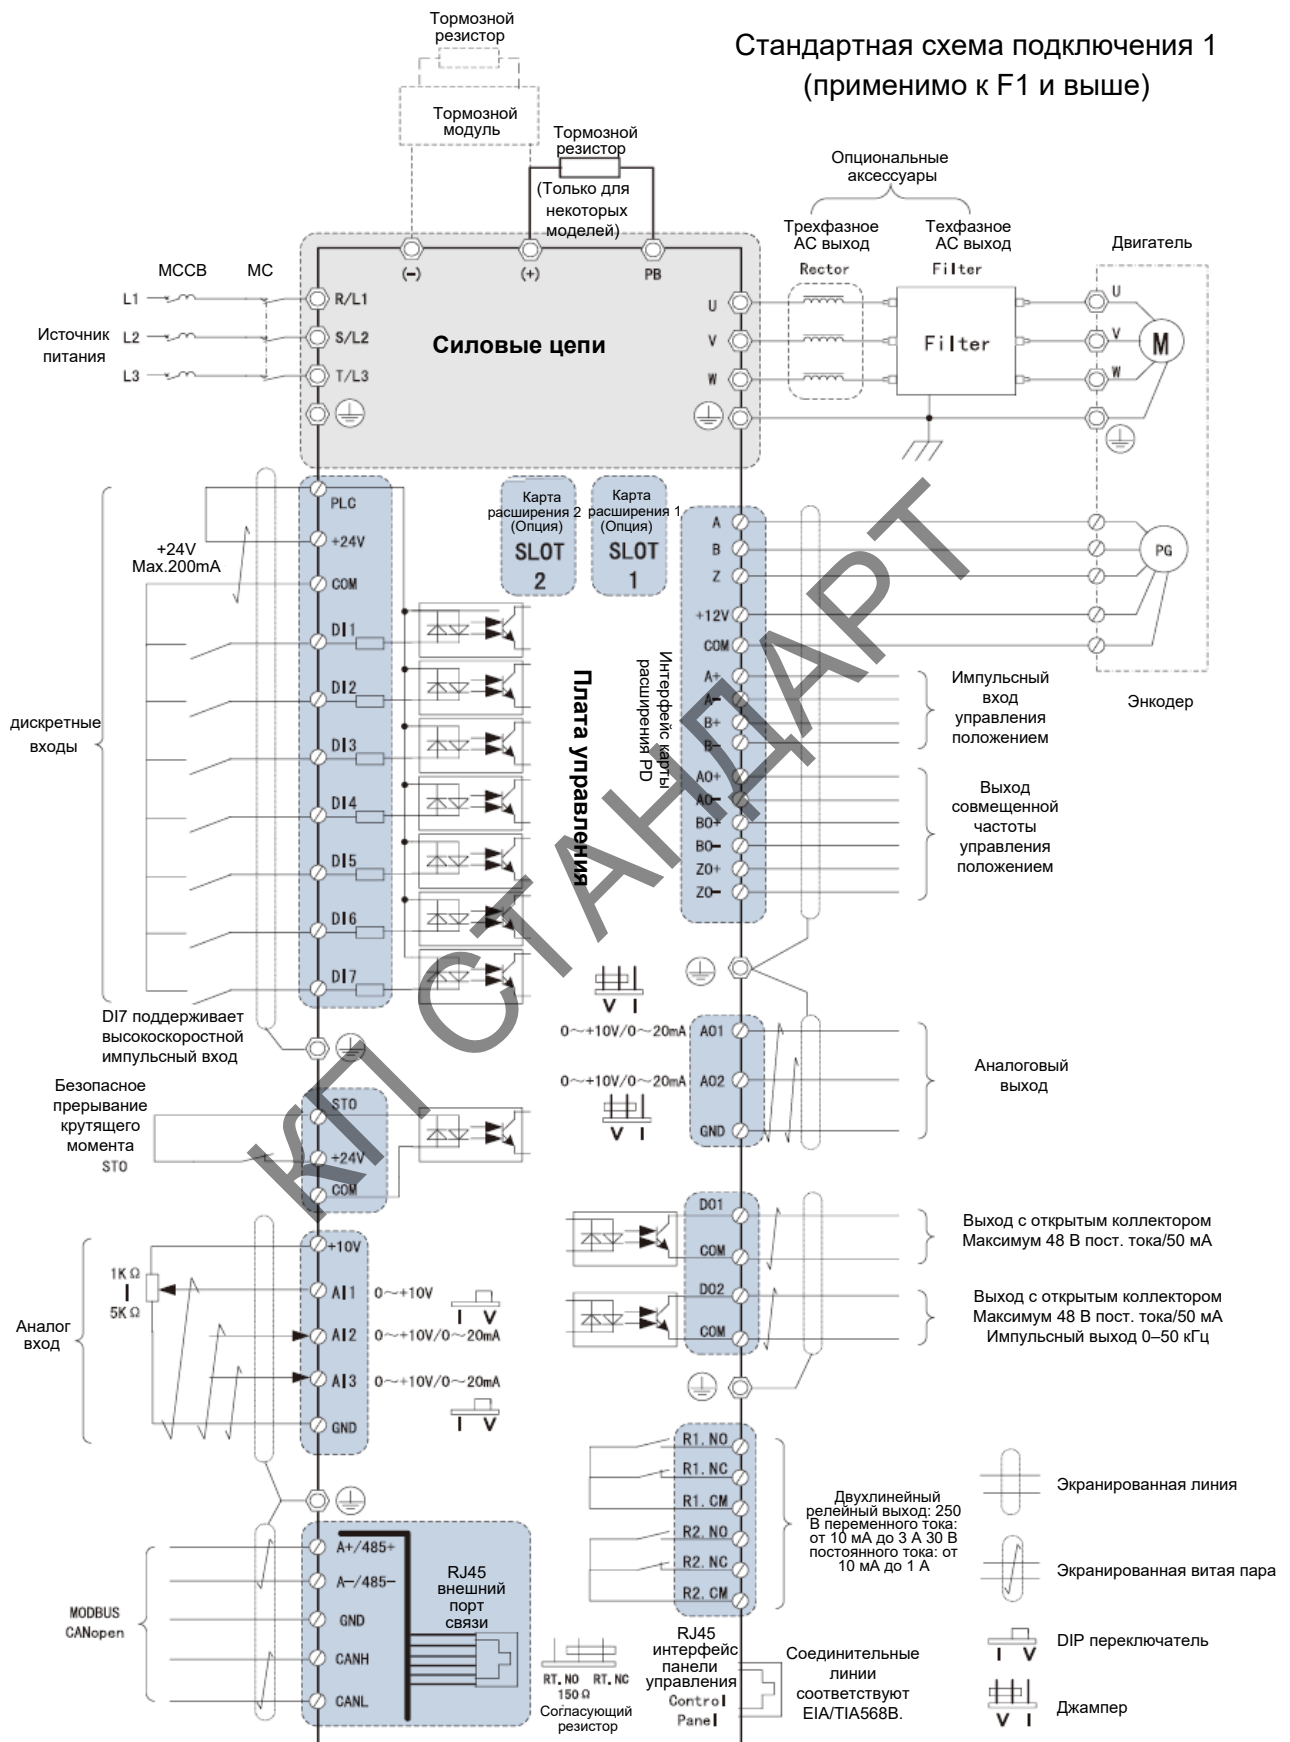 Стандартная схема подключения 1
(применимо к F1 и выше)
Тормозной
резистор
Тормозной
модуль
Тормозной
резистор
(Только для
некоторых
моделей)
Опциональные
аксессуары
Трехфазное
AC выход
Rector
Техфазное
AC выход
Filter
Двигатель
MCCB
MC
(-)
(+)
PB
L1
R/L1
Источник
питания
L2
S/L2
L3
T/L3
Силовые цепи
U
V
W
Filter
U
V
W
M
PLC
+24V
+24V
Max.200mA
COM
DI1
DI2
DI3
DI4
DI5
DI6
DI7
дискретные
входы
DI7 поддерживает
высокоскоростной
импульсный вход
Карта
расширения 2
(Опция)
SLOT
2
Карта
расширения 1
(Опция)
SLOT
1
Плата управления
Интерфейс карты
расширения PD
A
B
Z
+12V
COM
A+
A-
B+
B-
AO+
AO-
BO+
BO-
ZO+
ZO-
PG
Энкодер
Импульсный
вход
управления
положением
Выход
совмещенной
частоты
управления
положением
V I
0~+10V/0~20mA
AO1
0~+10V/0~20mA
AO2
V I
GND
Аналоговый
выход
Безопасное
прерывание
крутящего
момента
STO
STO
+24V
COM
DO1
COM
Выход с открытым коллектором
Максимум 48 В пост. тока/50 мА
DO2
COM
Выход с открытым коллектором
Максимум 48 В пост. тока/50 мА
Импульсный выход 0–50 кГц
Аналог
вход
1KΩ
I
5KΩ
+10V
AI1
0~+10V
I V
AI2
0~+10V/0~20mA
AI3
0~+10V/0~20mA
I V
GND
R1.NO
R1.NC
R1.CM
R2.NO
R2.NC
R2.CM
Двухлинейный
релейный выход: 250
В переменного тока:
от 10 мА до 3 А 30 В
постоянного тока: от
10 мА до 1 А
MODBUS
CANopen
A+/485+
A-/485-
GND
CANH
CANL
RJ45
внешний
порт
связи
RT.NO RT.NC
150Ω
Согласующий
резистор
RJ45
интерфейс
панели
управления
Control
Panel
Соединительные
линии
соответствуют
EIA/TIA568B.
Экранированная линия
Экранированная витая пара
I V
DIP переключатель
V I
Джампер
КП СТАНДАРТ